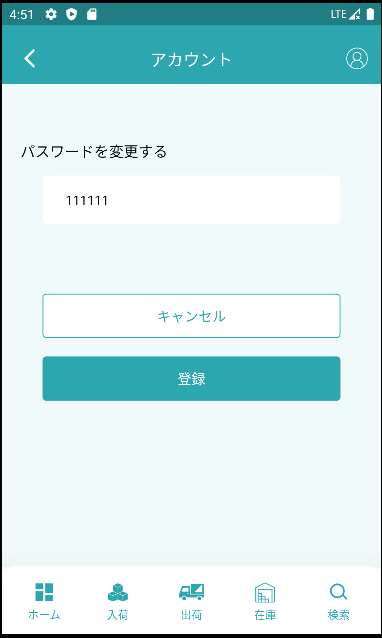 4:51
LTE
アカウント
パスワードを変更する
111111
キャンセル
登録
ホーム
入荷
出荷
在庫
検索